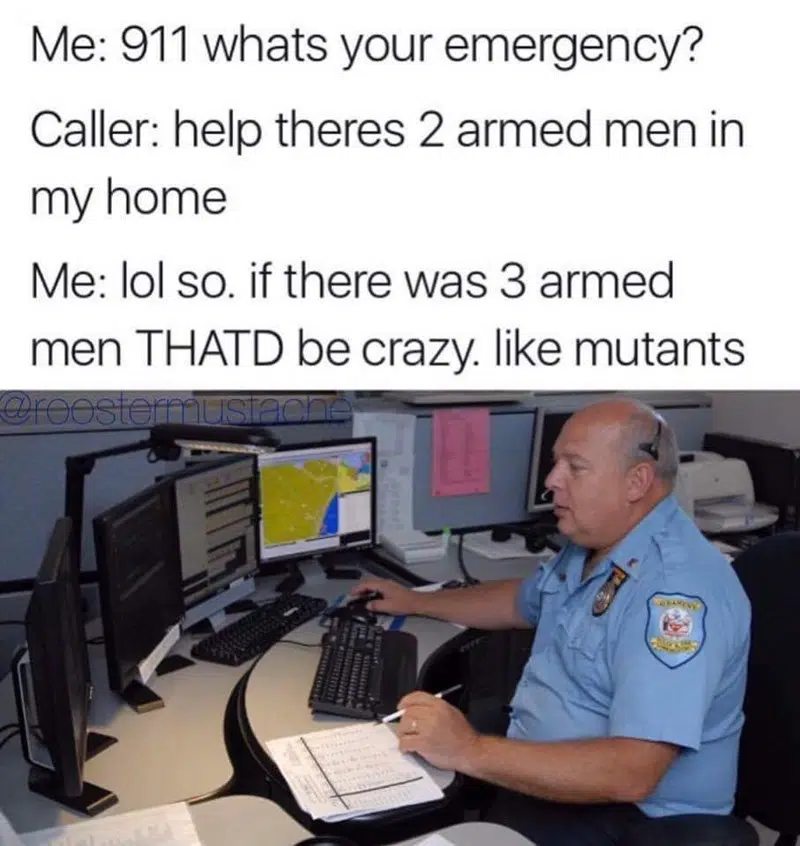 Me: 911 whats your emergency?
Caller: help theres 2 armed men in
my home
Me: lol so. if there was 3 armed
men THATD be crazy. like mutants
@roostermustache